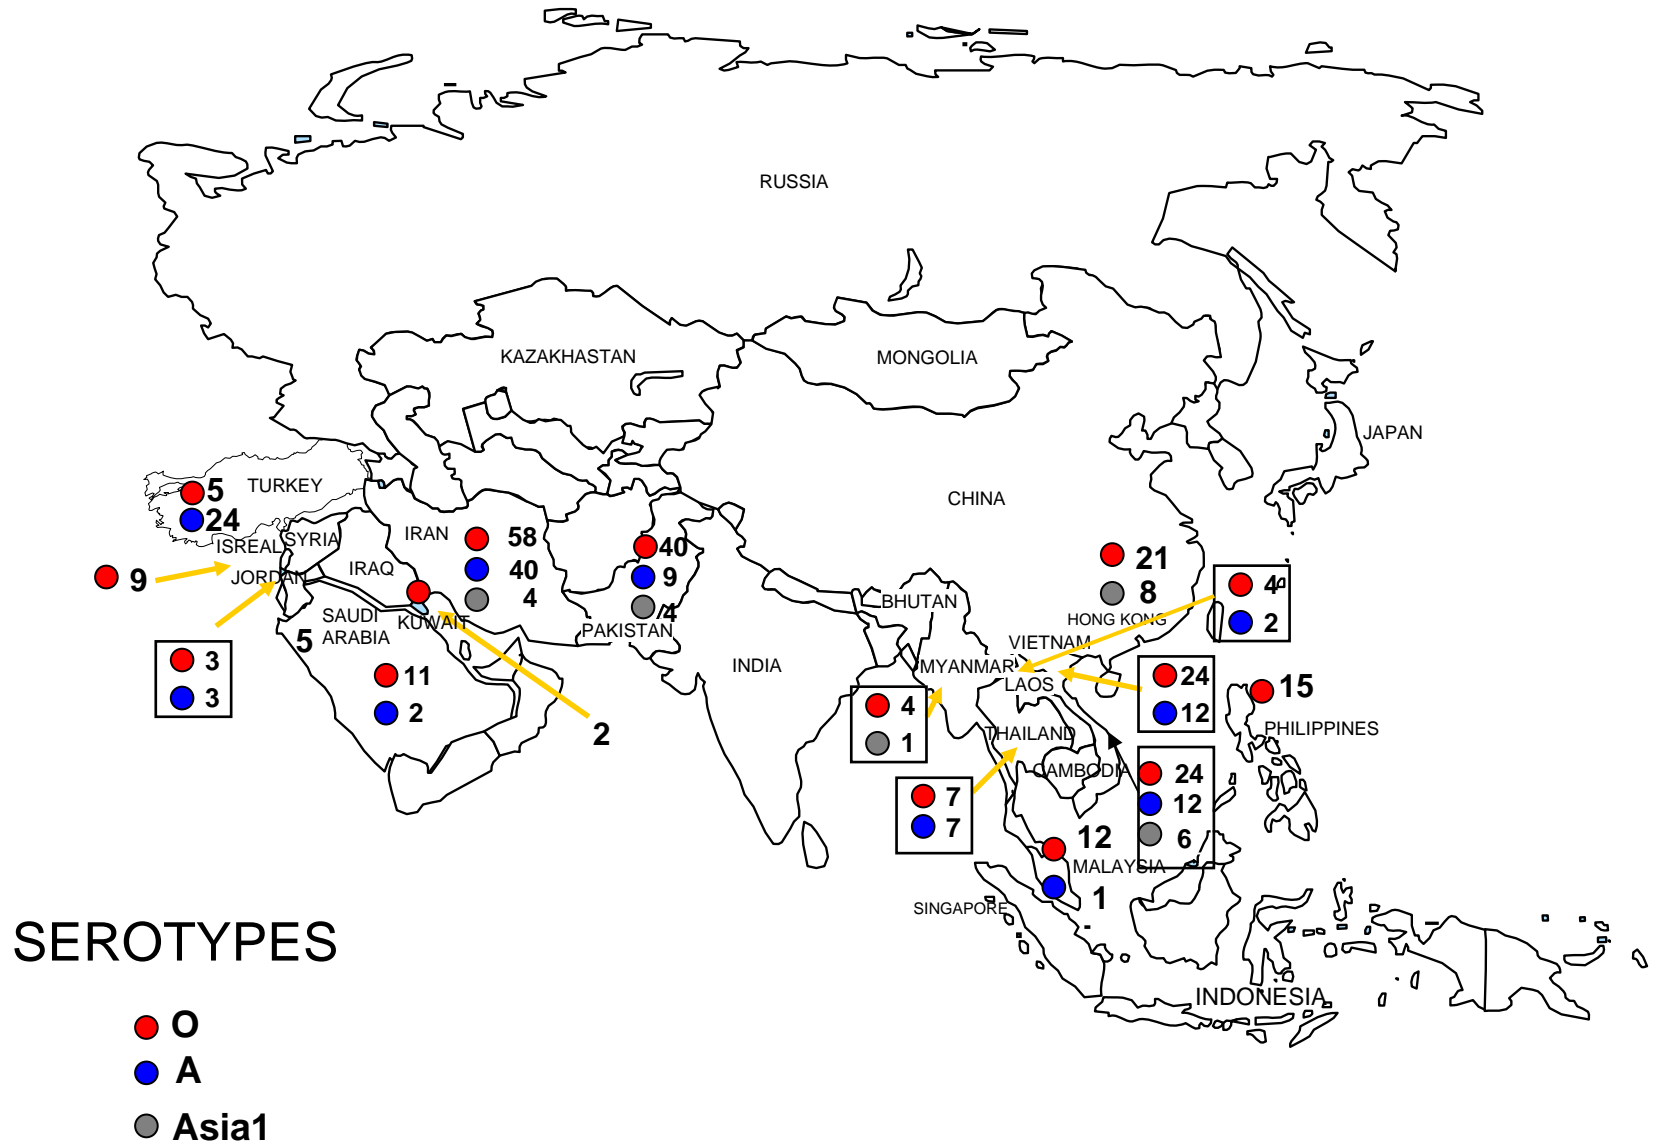 RUSSIA
KAZAKHASTAN
MONGOLIA
JAPAN
TURKEY
5
24
CHINA
IRAN
SYRIA
ISREAL
58
40
40
21
9
JORDAN
IRAQ
40
9
4
8
4
4
2
BHUTAN
HONG KONG
SAUDI
ARABIA
KUWAIT
PAKISTAN
5
VIETNAM
INDIA
MYANMAR
LAOS
3
3
11
2
24
12
15
4
1
2
THAILAND
PHILIPPINES
CAMBODIA
24
12
6
7
7
12
MALAYSIA
1
SINGAPORE
SEROTYPES
INDONESIA
O
A
Asia1